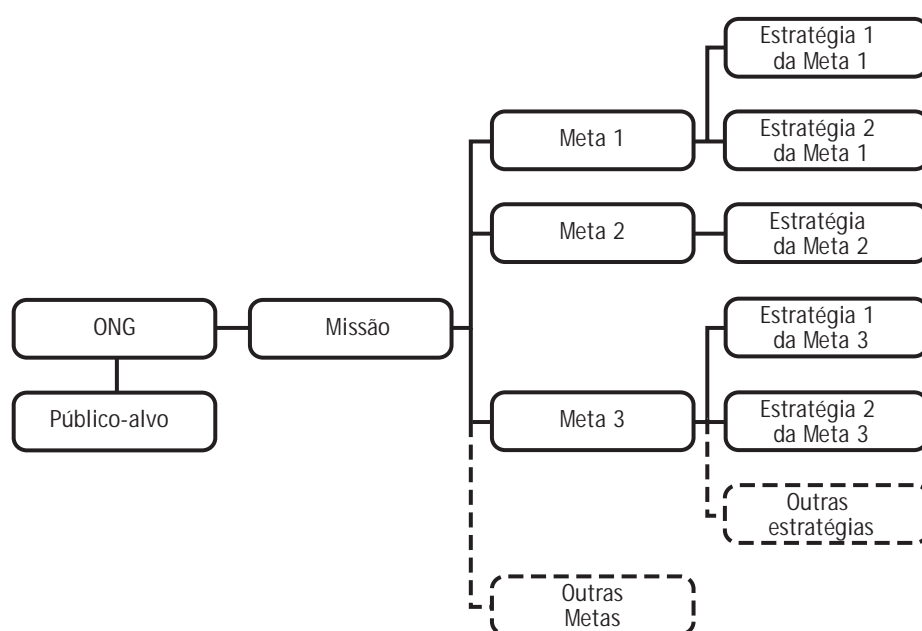 Estratégia 1
da Meta 1
Meta 1
Estratégia 2
da Meta 1
Meta 2
Estratégia
da Meta 2
ONG
Missão
Estratégia 1
da Meta 3
Público-alvo
Meta 3
Estratégia 2
da Meta 3
Outras
estratégias
Outras
Metas